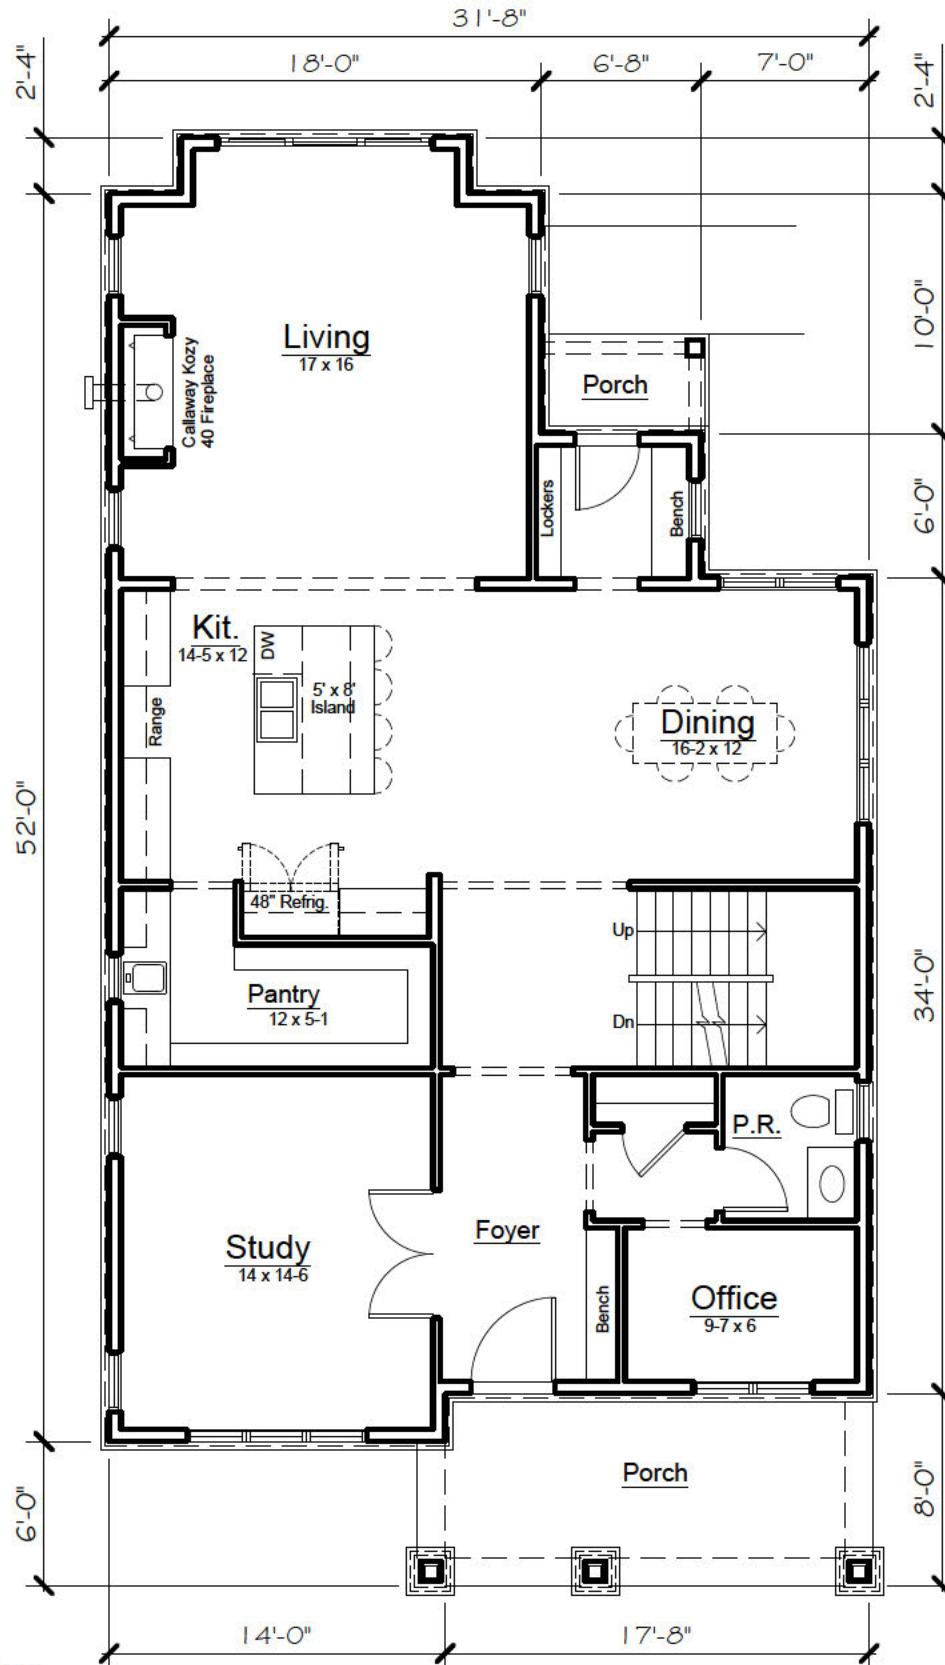 31'-8"
18'-0"
6'-8"
7'-0"
2'-4"
2'-4"
10'-0"
Living
17 x 16
Callaway Kozy
40 Fireplace
Porch
Lockers
Bench
6'-0"
Kit.
14-5 x 12
DW
5' x 8'
Island
Range
Dining
16-2 x 12
52'-0"
48" Refrig.
Up
Pantry
12 x 5-1
Dn
34'-0"
P.R.
Foyer
Study
14 x 14-6
Bench
Office
9-7 x 6
Porch
6'-0"
8'-0"
14'-0"
17'-8"